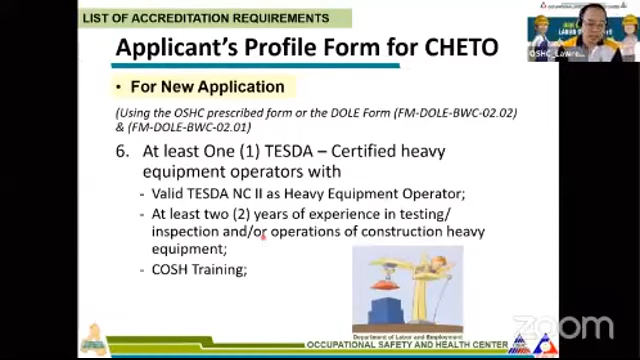 LIST OF ACCREDITATION REQUIREMENTS
Applicant's Profile Form for CHETO
• For New Application
(Using the OSHC prescribed form or the DOLE Form (FM-DOLE-BWC-02.02)
& (FM-DOLE-BWC-02.01)
6. At least One (1) TESDA – Certified heavy
equipment operators with
- Valid TESDA NC II as Heavy Equipment Operator;
- At least two (2) years of experience in testing/
inspection and/or operations of construction heavy
equipment;
- COSH Training;
Department of Labor and Employment
OCCUPATIONAL SAFETY AND HEALTH CENTER
zoom